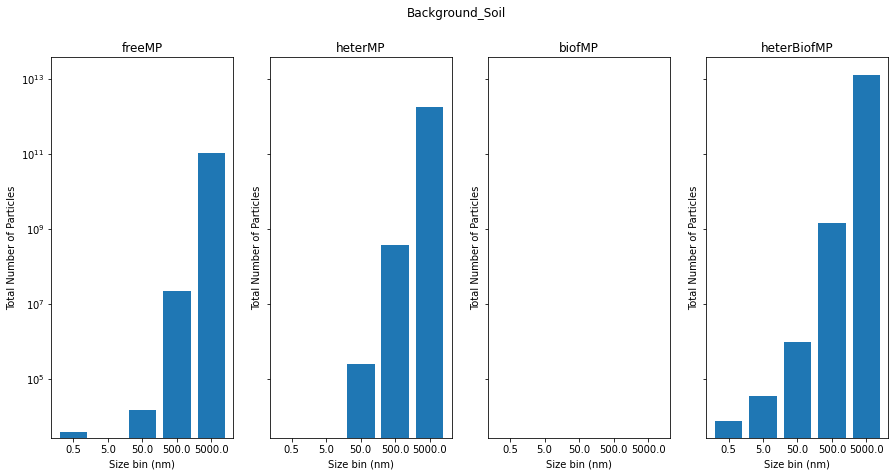 Background_Soil
freeMP
heterMP
biofMP
heterBiofMP
Total Number of Particles
10^13
10^11
10^9
10^7
10^5
Total Number of Particles
Total Number of Particles
Total Number of Particles
0.5 5.0 50.0 500.0 5000.0
0.5 5.0 50.0 500.0 5000.0
0.5 5.0 50.0 500.0 5000.0
0.5 5.0 50.0 500.0 5000.0
Size bin (nm)
Size bin (nm)
Size bin (nm)
Size bin (nm)